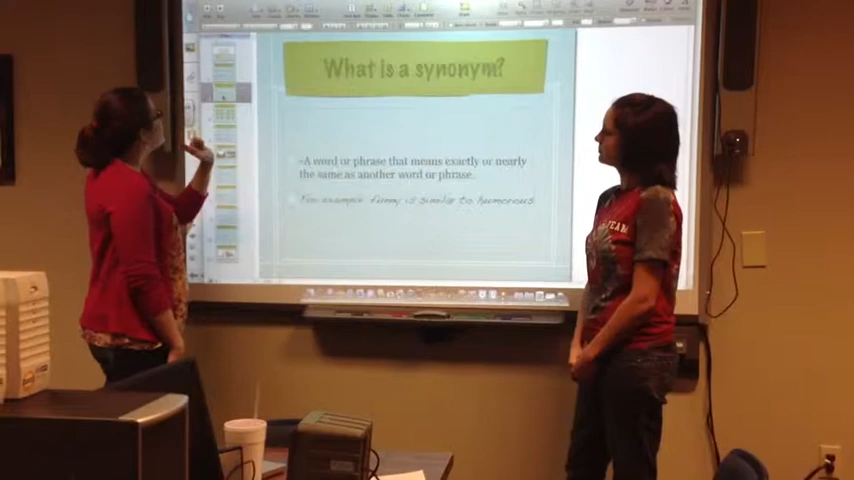 What is a synonym?
-A word or phrase that means exactly or nearly
the same as another word or phrase.
For example funny is similar to humorous
TEAM